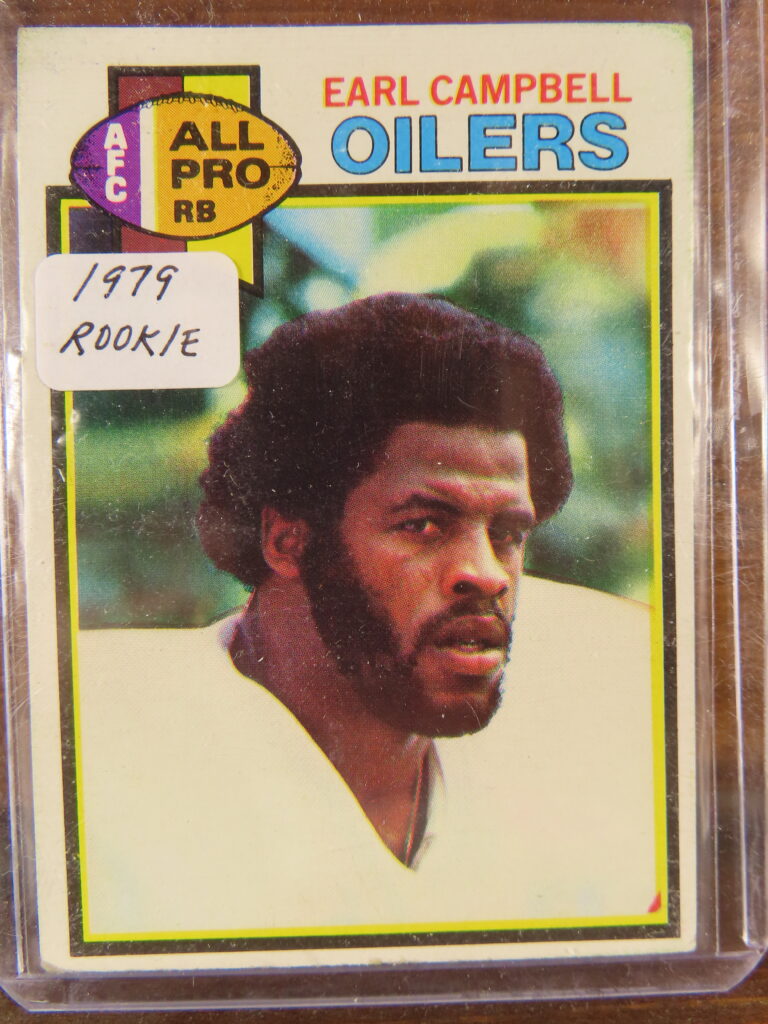 EARL CAMPBELL
OILERS
AFC
ALL
PRO
RB
1979
ROOKIE